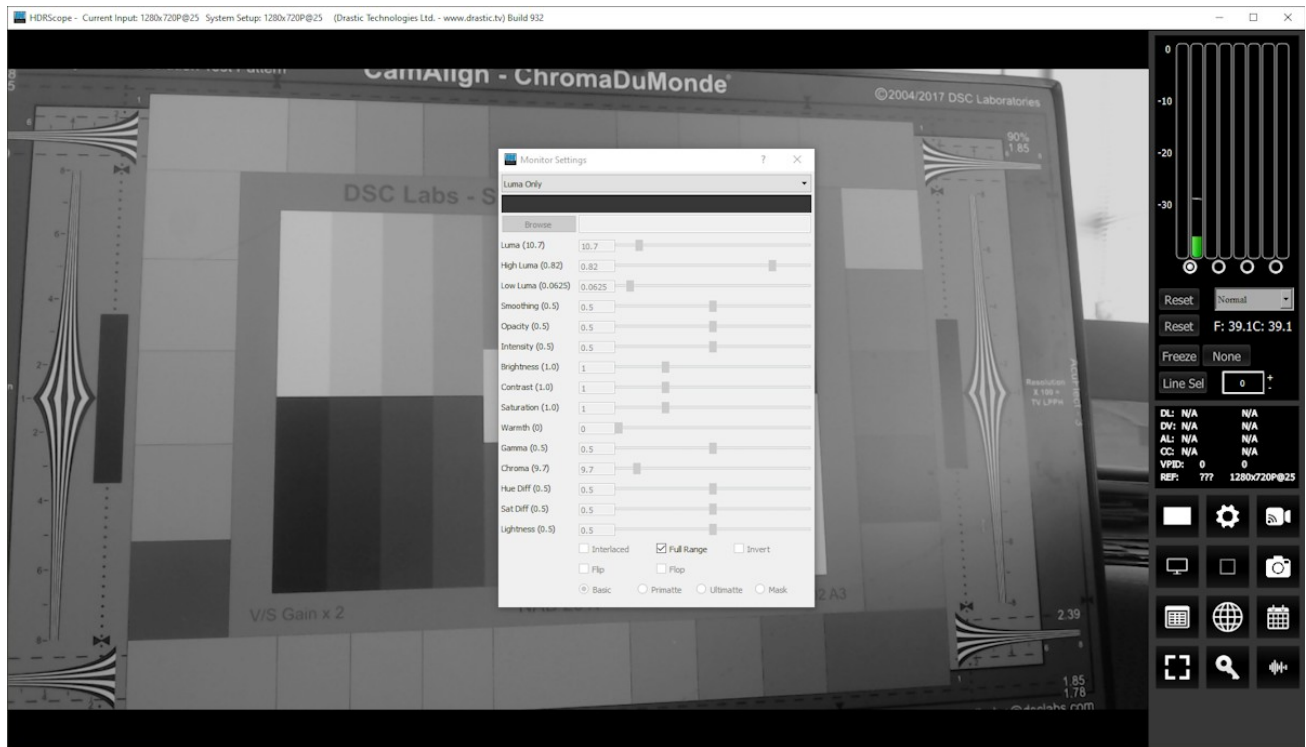 HDRScope - Current Input: 1280x720P@25 System Setup: 1280x720P@25 (Drastic Technologies Ltd. - www.drastic.tv) Build 932
CamAlign - ChromaDuMonde
©2004/2017 DSC Laboratories
90%
1.85
DSC Labs - S
Resolution
X 100 =
TV LPPH
V/S Gain x 2
2.39
1.85
1.78
@dsclabs.com
Monitor Settings
Luma Only
Browse
Luma (10.7) 10.7
High Luma (0.82) 0.82
Low Luma (0.0625) 0.0625
Smoothing (0.5) 0.5
Opacity (0.5) 0.5
Intensity (0.5) 0.5
Brightness (1.0) 1
Contrast (1.0) 1
Saturation (1.0) 1
Warmth (0) 0
Gamma (0.5) 0.5
Chroma (9.7) 9.7
Hue Diff (0.5) 0.5
Sat Diff (0.5) 0.5
Lightness (0.5) 0.5
Interlaced Full Range Invert
Flip Flop
Basic Primatte Ultimatte Mask
0
-10
-20
-30
Reset Normal
Reset F: 39.1C: 39.1
Freeze None
Line Sel 0 + -
DL: N/A N/A
DV: N/A N/A
AL: N/A N/A
CC: N/A N/A
VPID: 0 0
REF: ??? 1280x720P@25